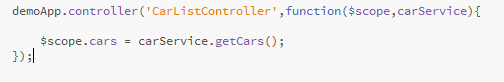 demoApp.controller('CarListController',function($scope,carService){
$scope.cars = carService.getCars();
});